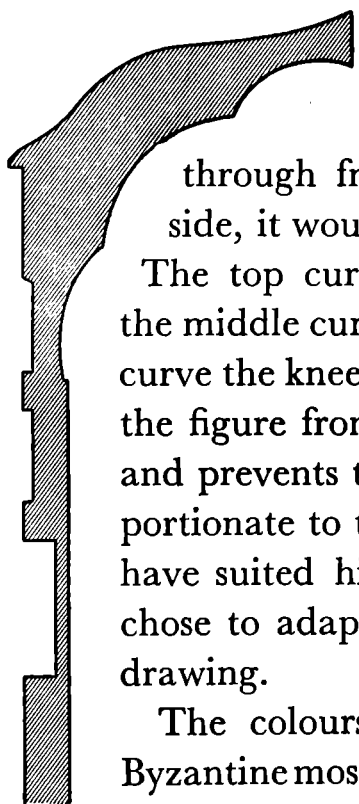 through fr
side, it wou
The top cur
the middle cur
curve the knee
the figure fron
and prevents t
portionate to t
have suited hi
chose to adap
drawing.
The colours
Byzantine mos